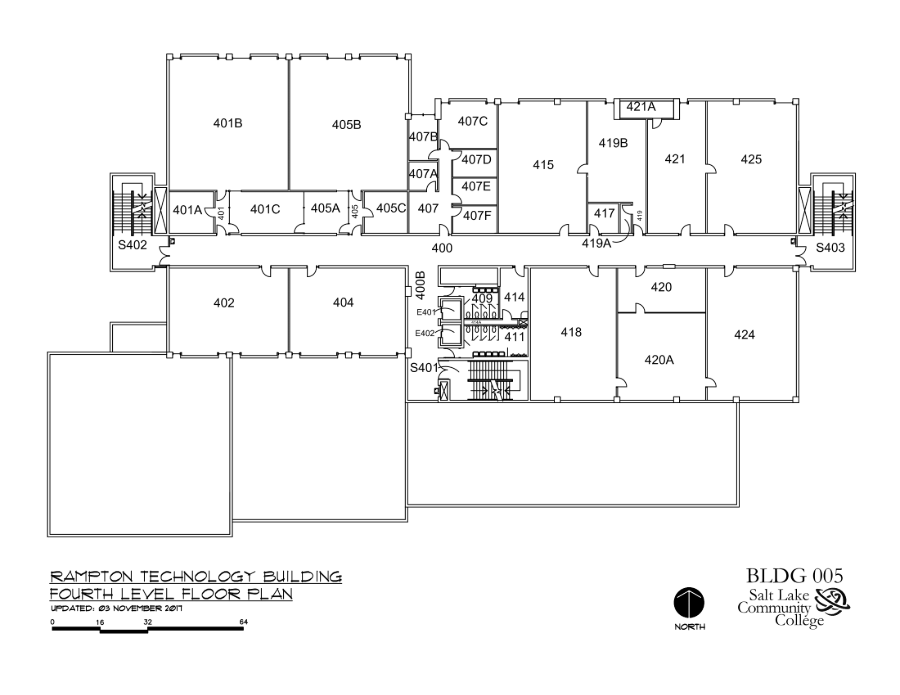 421A
401B
405B
407B
407C
415
419B
421
425
407D
407A
407E
401A
401
401C
405A
405
405C
407
407F
417
419
S402
400
419A
S403
402
404
400B
409
414
420
E401
E402
411
418
424
420A
S401
RAMPTON TECHNOLOGY BUILDING
FOURTH LEVEL FLOOR PLAN
UPDATED: 03 NOVEMBER 2017
0 16 32 64
NORTH
BLDG 005
Salt Lake
Community
College